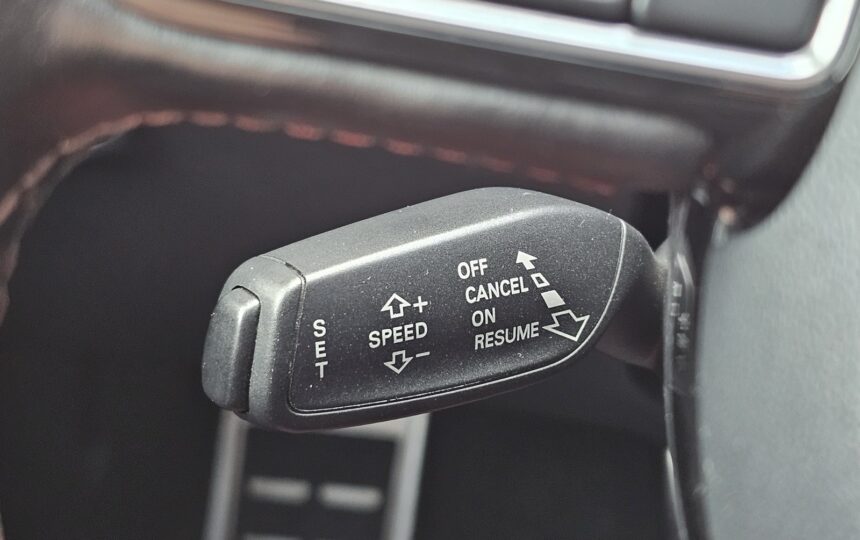 SET
+
SPEED
−
OFF
CANCEL
ON
RESUME